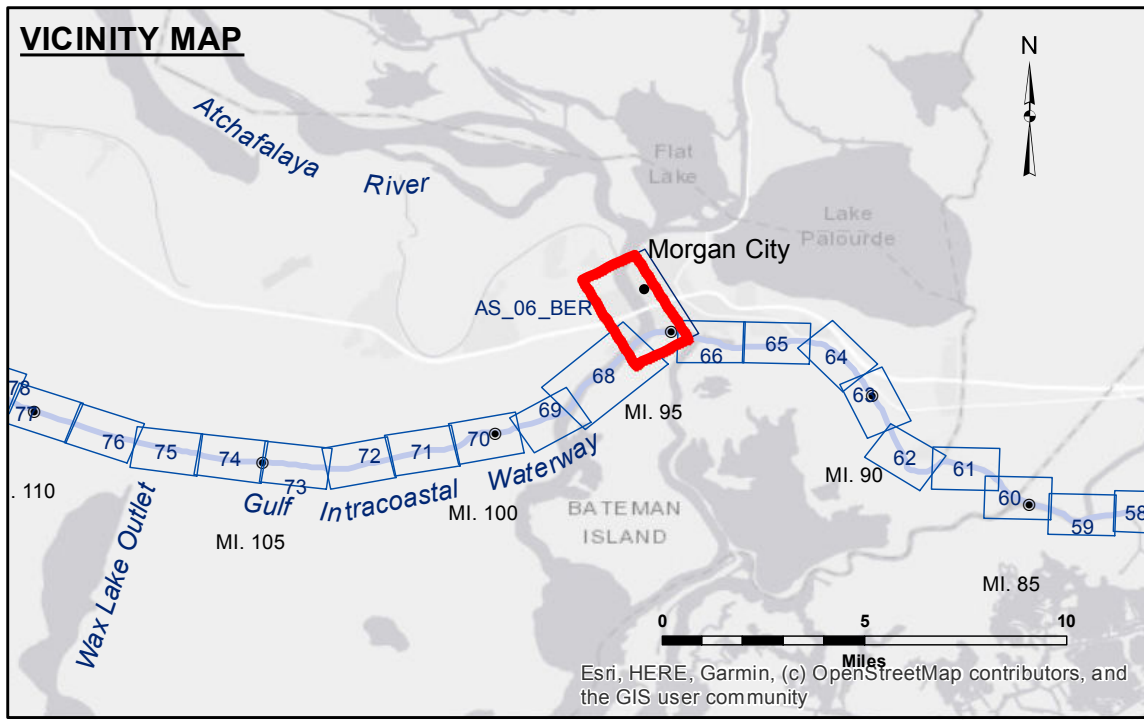 VICINITY MAP
N
Atchafalaya
River
Flat
Lake
Lake
Palourde
Morgan City
AS_06_BER
66
65
64
63
62
61
60
59
58
68
69
70
71
72
73
74
75
76
77
78
MI. 95
MI. 90
MI. 85
MI. 100
MI. 105
. 110
Gulf Intracoastal Waterway
Wax Lake Outlet
BATEMAN
ISLAND
0 5 10
Miles
Esri, HERE, Garmin, (c) OpenStreetMap contributors, and
the GIS user community